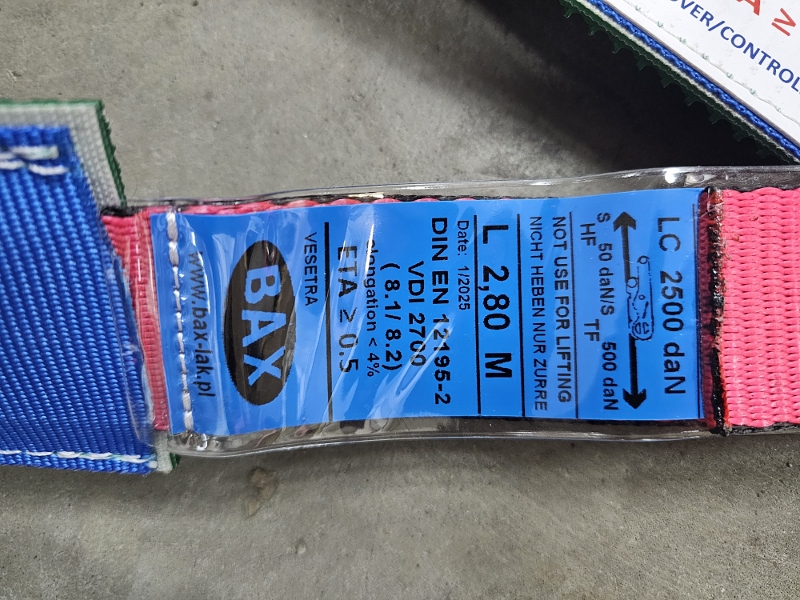 LC 2500 daN
S 50 daN/S 500 daN
HF TF
NOT USE FOR LIFTING
NICHT HEBEN NUR ZURRE
L 2,80 M
Date: 1/2025
DIN EN 12195-2
VDI 2700
( 8.1/ 8.2)
elongation < 4%
ETA ≥ 0.5
VESETRA
BAX
www.bax-lak.pl
A ≥
OVER/CONTROL